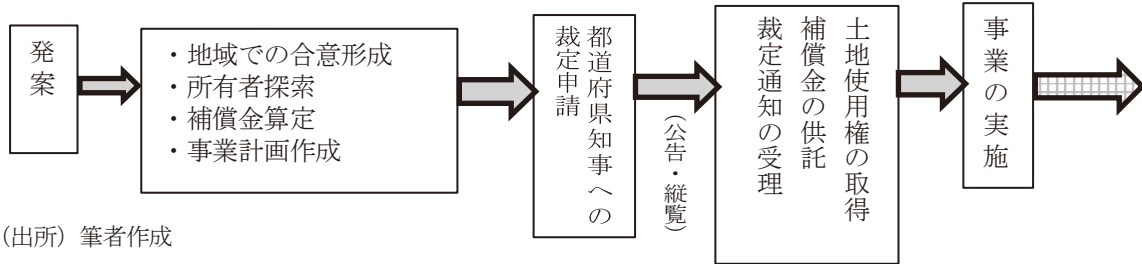 発案
・地域での合意形成
・所有者探索
・補償金算定
・事業計画作成
都道府県知事への
裁定申請
(公告・縦覧)
土地使用権の取得
補償金の供託
裁定通知の受理
事業の実施
(出所) 筆者作成